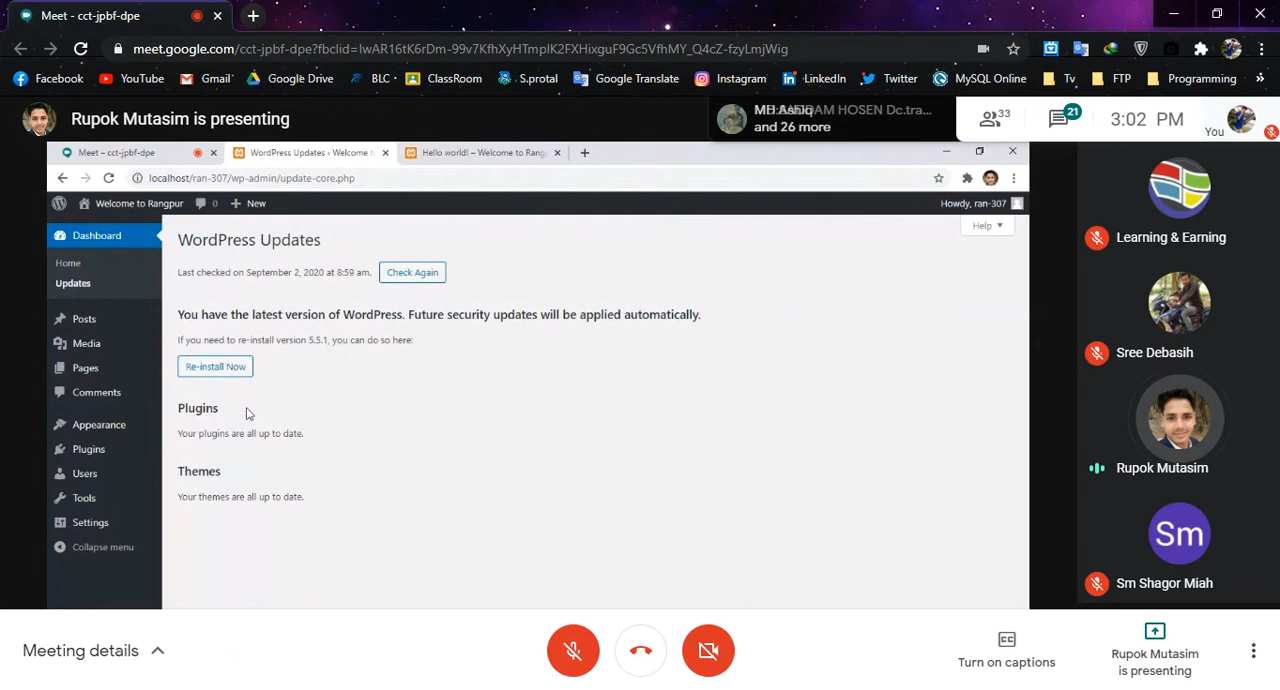 Meet - cct-jpbf-dpe
meet.google.com/cct-jpbf-dpe?fbclid=IwAR16tK6rDm-99v7KfhXyHTmplK2FXHixguF9Gc5VfhMY_Q4cZ-fzyLmjWig
Facebook YouTube Gmail Google Drive BLC ClassRoom S.protal Google Translate Instagram LinkedIn Twitter MySQL Online Tv FTP Programming »
Rupok Mutasim is presenting
HOSEN Dc.tra...
and 26 more
33
21
3:02 PM
You
Meet – cct-jpbf-dpe
WordPress Updates ‹ Welcome to
Hello world! – Welcome to Rang
localhost/ran-307/wp-admin/update-core.php
Welcome to Rangpur 0 New
Howdy, ran-307
Help
Dashboard
Home
Updates
Posts
Media
Pages
Comments
Appearance
Plugins
Users
Tools
Settings
Collapse menu
WordPress Updates
Last checked on September 2, 2020 at 8:59 am. Check Again
You have the latest version of WordPress. Future security updates will be applied automatically.
If you need to re-install version 5.5.1, you can do so here:
Re-install Now
Plugins
Your plugins are all up to date.
Themes
Your themes are all up to date.
Learning & Earning
Sree Debasih
Rupok Mutasim
Sm
Sm Shagor Miah
Meeting details
Turn on captions
Rupok Mutasim
is presenting